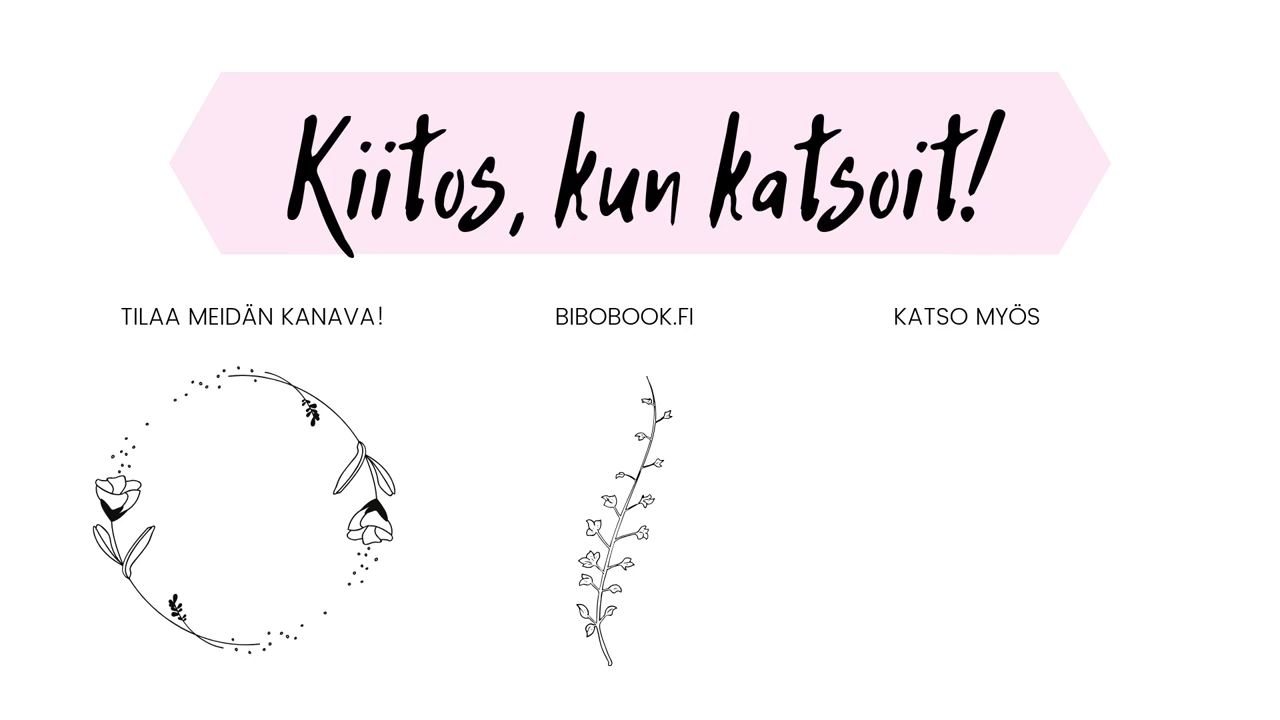 Kiitos, kun katsoit!
TILAA MEIDÄN KANAVA!
BIBOBOOK.FI
KATSO MYÖS